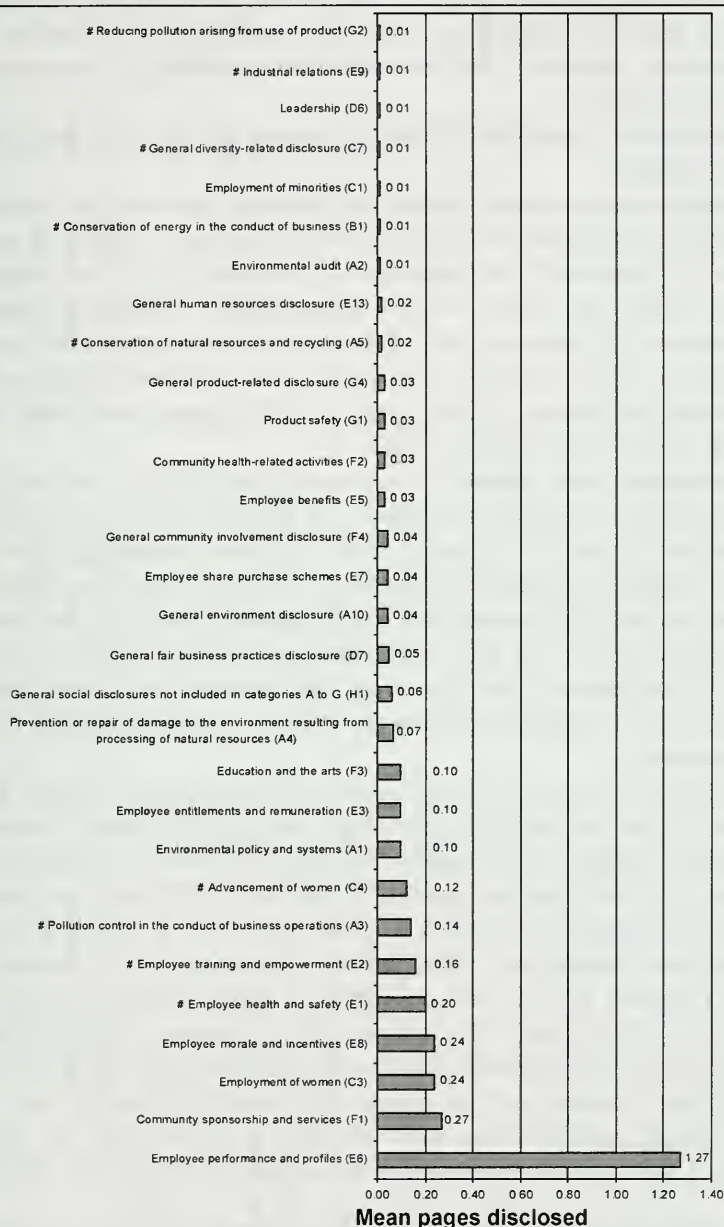 # Reducing pollution arising from use of product (G2) 0.01
# Industrial relations (E9) 0.01
Leadership (D6) 0 01
# General diversity-related disclosure (C7) 0 01
Employment of minorities (C1) 0.01
# Conservation of energy in the conduct of business (B1) 0.01
Environmental audit (A2) 0.01
General human resources disclosure (E13) 0.02
# Conservation of natural resources and recycling (A5) 0.02
General product-related disclosure (G4) 0.03
Product safety (G1) 0 03
Community health-related activities (F2) 0.03
Employee benefits (E5) 0 03
General community involvement disclosure (F4) 0.04
Employee share purchase schemes (E7) 0.04
General environment disclosure (A10) 0.04
General fair business practices disclosure (D7) 0.05
General social disclosures not included in categories A to G (H1) 0.06
Prevention or repair of damage to the environment resulting from
processing of natural resources (A4) 0.07
Education and the arts (F3) 0.10
Employee entitlements and remuneration (E3) 0.10
Environmental policy and systems (A1) 0.10
# Advancement of women (C4) 0.12
# Pollution control in the conduct of business operations (A3) 0.14
# Employee training and empowerment (E2) 0.16
# Employee health and safety (E1) 0 20
Employee morale and incentives (E8) 0 24
Employment of women (C3) 0.24
Community sponsorship and services (F1) 0.27
Employee performance and profiles (E6) 1 27
0.00 0.20 0.40 0.60 0.80 1 00 1.20 1.40
Mean pages disclosed